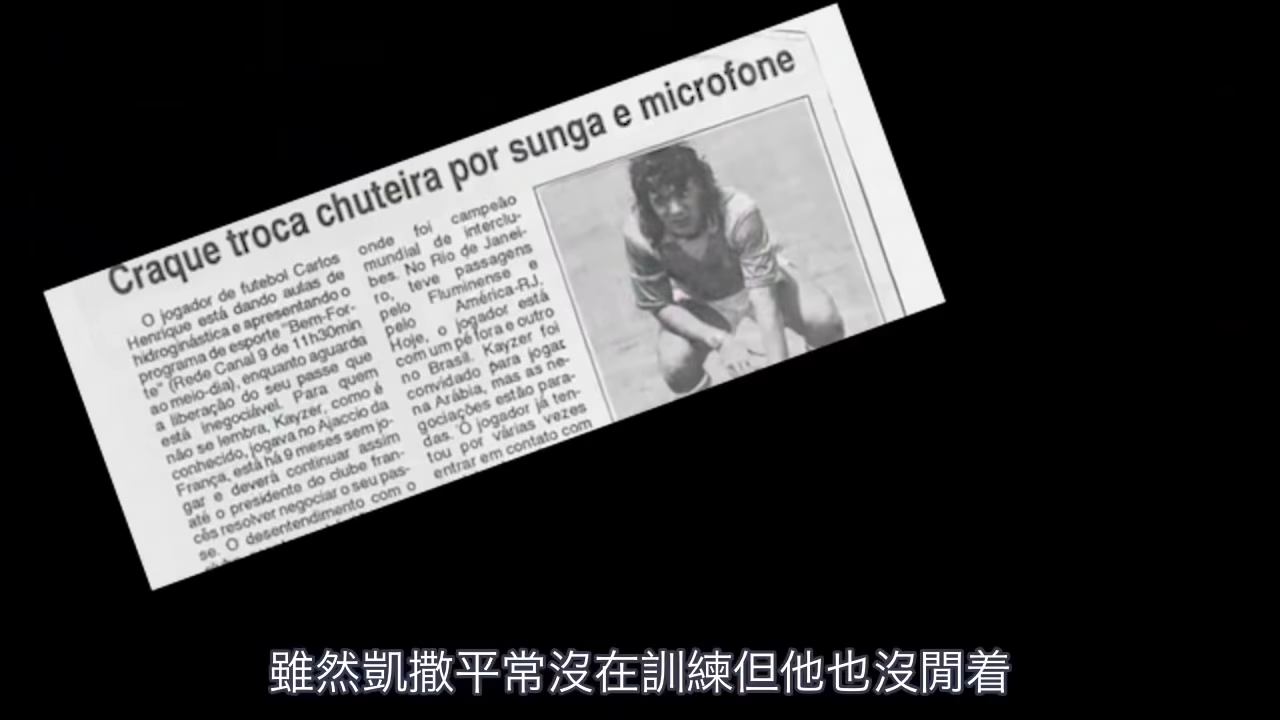 Craque troca chuteira por sunga e microfone
O jogador de futebol Carlos
Henrique está dando aulas de
hidroginástica e apresentando o
programa de esporte "Bem-For-
te" (Rede Canal 9 de 11h30min
ao meio-dia), enquanto aguarda
a liberação do seu passe que
está inegociável. Para quem
não se lembra, Kayzer, como é
conhecido, jogava no Ajaccio da
França, está há 9 meses sem jo-
gar e deverá continuar assim
até o presidente do clube fran-
cês resolver negociar o seu pas-
se. O desentendimento com o
onde foi campeão
mundial de interclu-
bes. No Rio de Janei-
ro, teve passagens
pelo Fluminense e
pelo América-RJ.
Hoje, o jogador está
com um pé fora e outro
no Brasil. Kayzer foi
convidado para jogar
na Arábia, mas as ne-
gociações estão para-
das. O jogador já ten-
tou por várias vezes
entrar em contato com
雖然凱撒平常沒在訓練但他也沒閒着